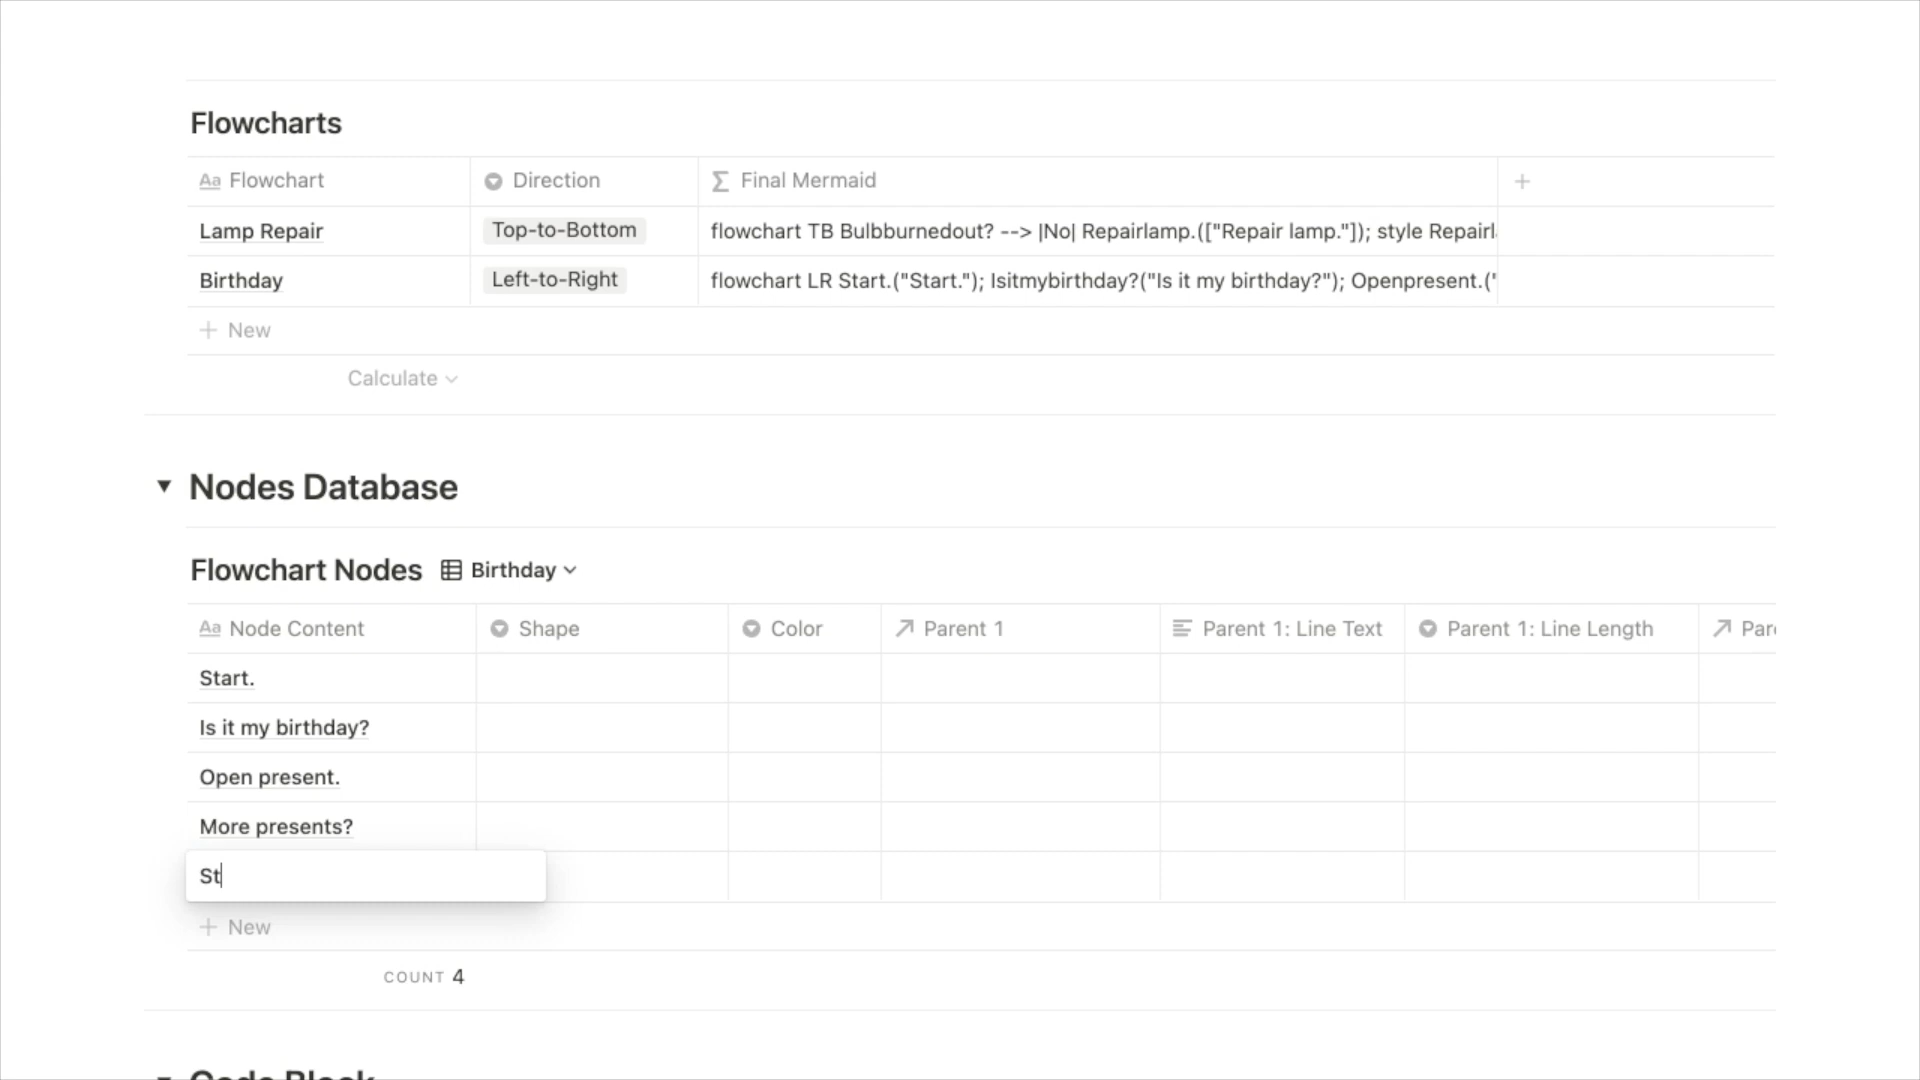 Flowcharts
Aa Flowchart Direction Σ Final Mermaid +
Lamp Repair Top-to-Bottom flowchart TB Bulbburnedout? --> |No| Repairlamp.(["Repair lamp."]); style Repairl
Birthday Left-to-Right flowchart LR Start.("Start."); Isitmybirthday?("Is it my birthday?"); Openpresent.("
+ New
Calculate
Nodes Database
Flowchart Nodes Birthday
Aa Node Content Shape Color Parent 1 Parent 1: Line Text Parent 1: Line Length Par
Start.
Is it my birthday?
Open present.
More presents?
St
+ New
COUNT 4
Code Block